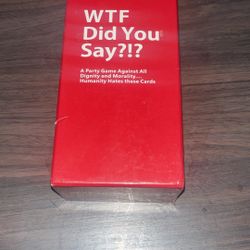 WTF
Did You
Say?!?
A Party Game Against All
Dignity and Morality....
Humanity Hates these Cards